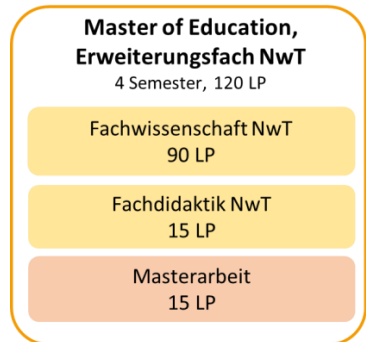 Master of Education,
Erweiterungsfach NwT
4 Semester, 120 LP
Fachwissenschaft NwT
90 LP
Fachdidaktik NwT
15 LP
Masterarbeit
15 LP